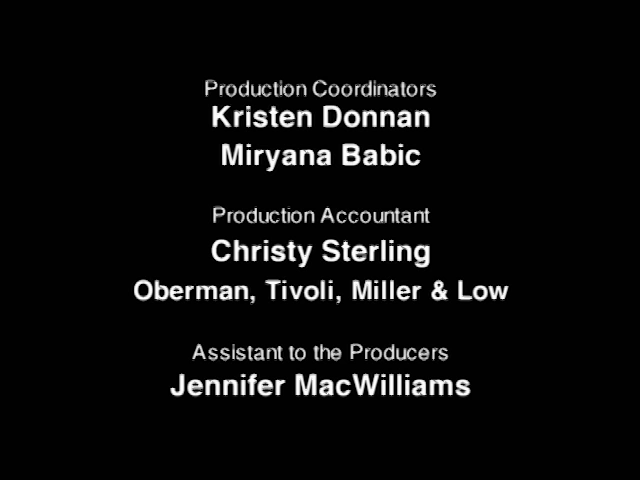 Production Coordinators
Kristen Donnan
Miryana Babic
Production Accountant
Christy Sterling
Oberman, Tivoli, Miller & Low
Assistant to the Producers
Jennifer MacWilliams